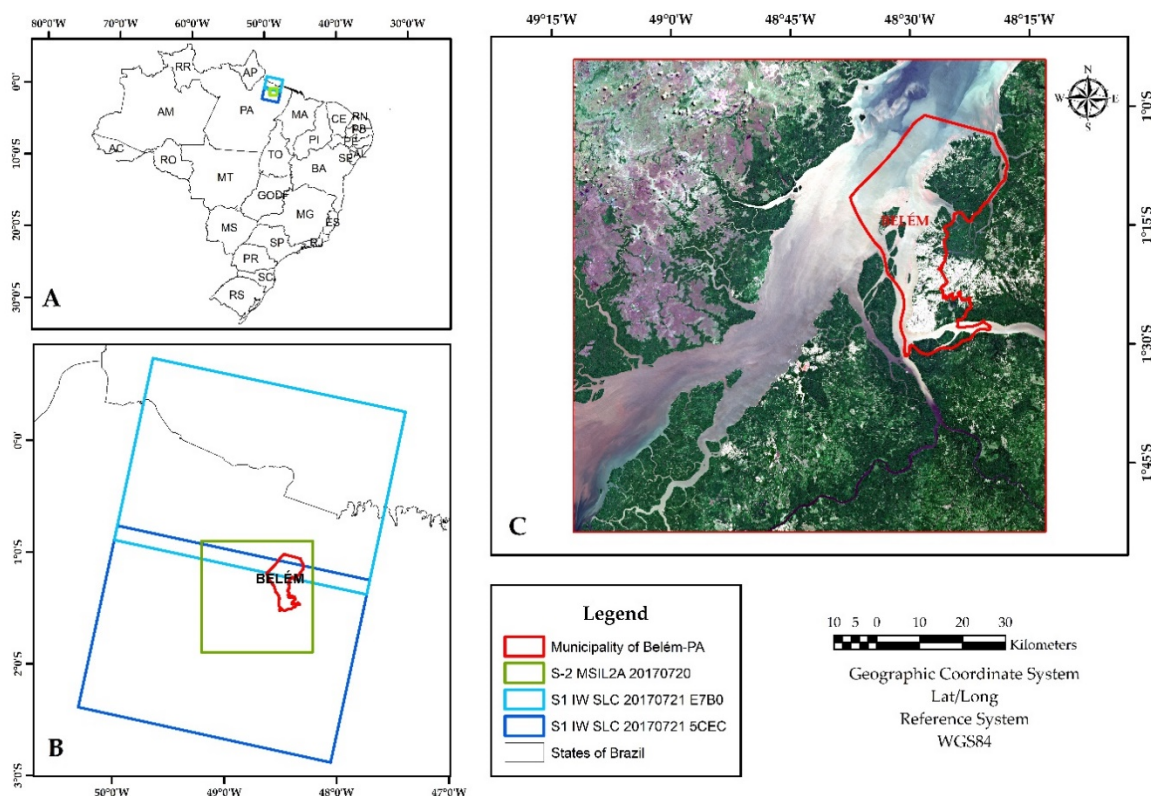 80°0'W 70°0'W 60°0'W 50°0'W 40°0'W 30°0'W
0°0'
10°0'S
20°0'S
30°0'S
RR
AP
AM
PA
MA
CE
RN
PB
PE
AL
SE
PI
AC
RO
TO
BA
MT
GO
DF
MG
ES
MS
SP
RJ
PR
SC
RS
A
0°0'
1°0'S
2°0'S
3°0'S
BELÉM
B
50°0'W 49°0'W 48°0'W 47°0'W
49°15'W 49°0'W 48°45'W 48°30'W 48°15'W
N
W E
S
1°0'S
1°15'S
1°30'S
1°45'S
BELÉM
C
Legend
Municipality of Belém-PA
S-2 MSIL2A 20170720
S1 IW SLC 20170721 E7B0
S1 IW SLC 20170721 5CEC
States of Brazil
10 5 0 10 20 30
Kilometers
Geographic Coordinate System
Lat/Long
Reference System
WGS84